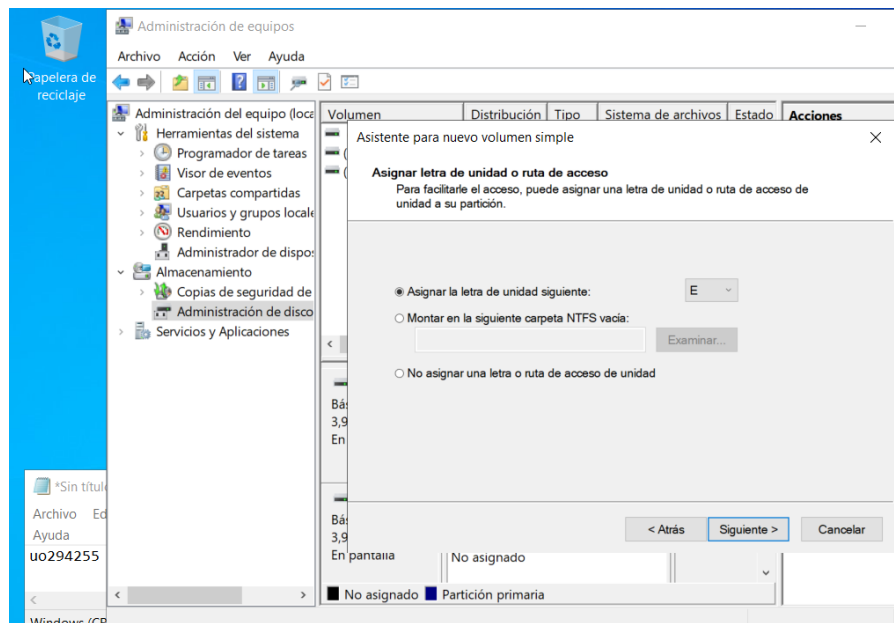 Papelera de
reciclaje
Administración de equipos
Archivo Acción Ver Ayuda
Administración del equipo (loca
Herramientas del sistema
Programador de tareas
Visor de eventos
Carpetas compartidas
Usuarios y grupos locale
Rendimiento
Administrador de dispo
Almacenamiento
Copias de seguridad de
Administración de disco
Servicios y Aplicaciones
Volumen Distribución Tipo Sistema de archivos Estado Acciones
Asistente para nuevo volumen simple
Asignar letra de unidad o ruta de acceso
Para facilitarle el acceso, puede asignar una letra de unidad o ruta de acceso de
unidad a su partición.
Asignar la letra de unidad siguiente: E
Montar en la siguiente carpeta NTFS vacía:
Examinar...
No asignar una letra o ruta de acceso de unidad
< Atrás Siguiente > Cancelar
Bás
3,9
En
Bás
3,9
En pantalla No asignado
No asignado Partición primaria
*Sin título
Archivo Ed
Ayuda
uo294255
Windows (CR